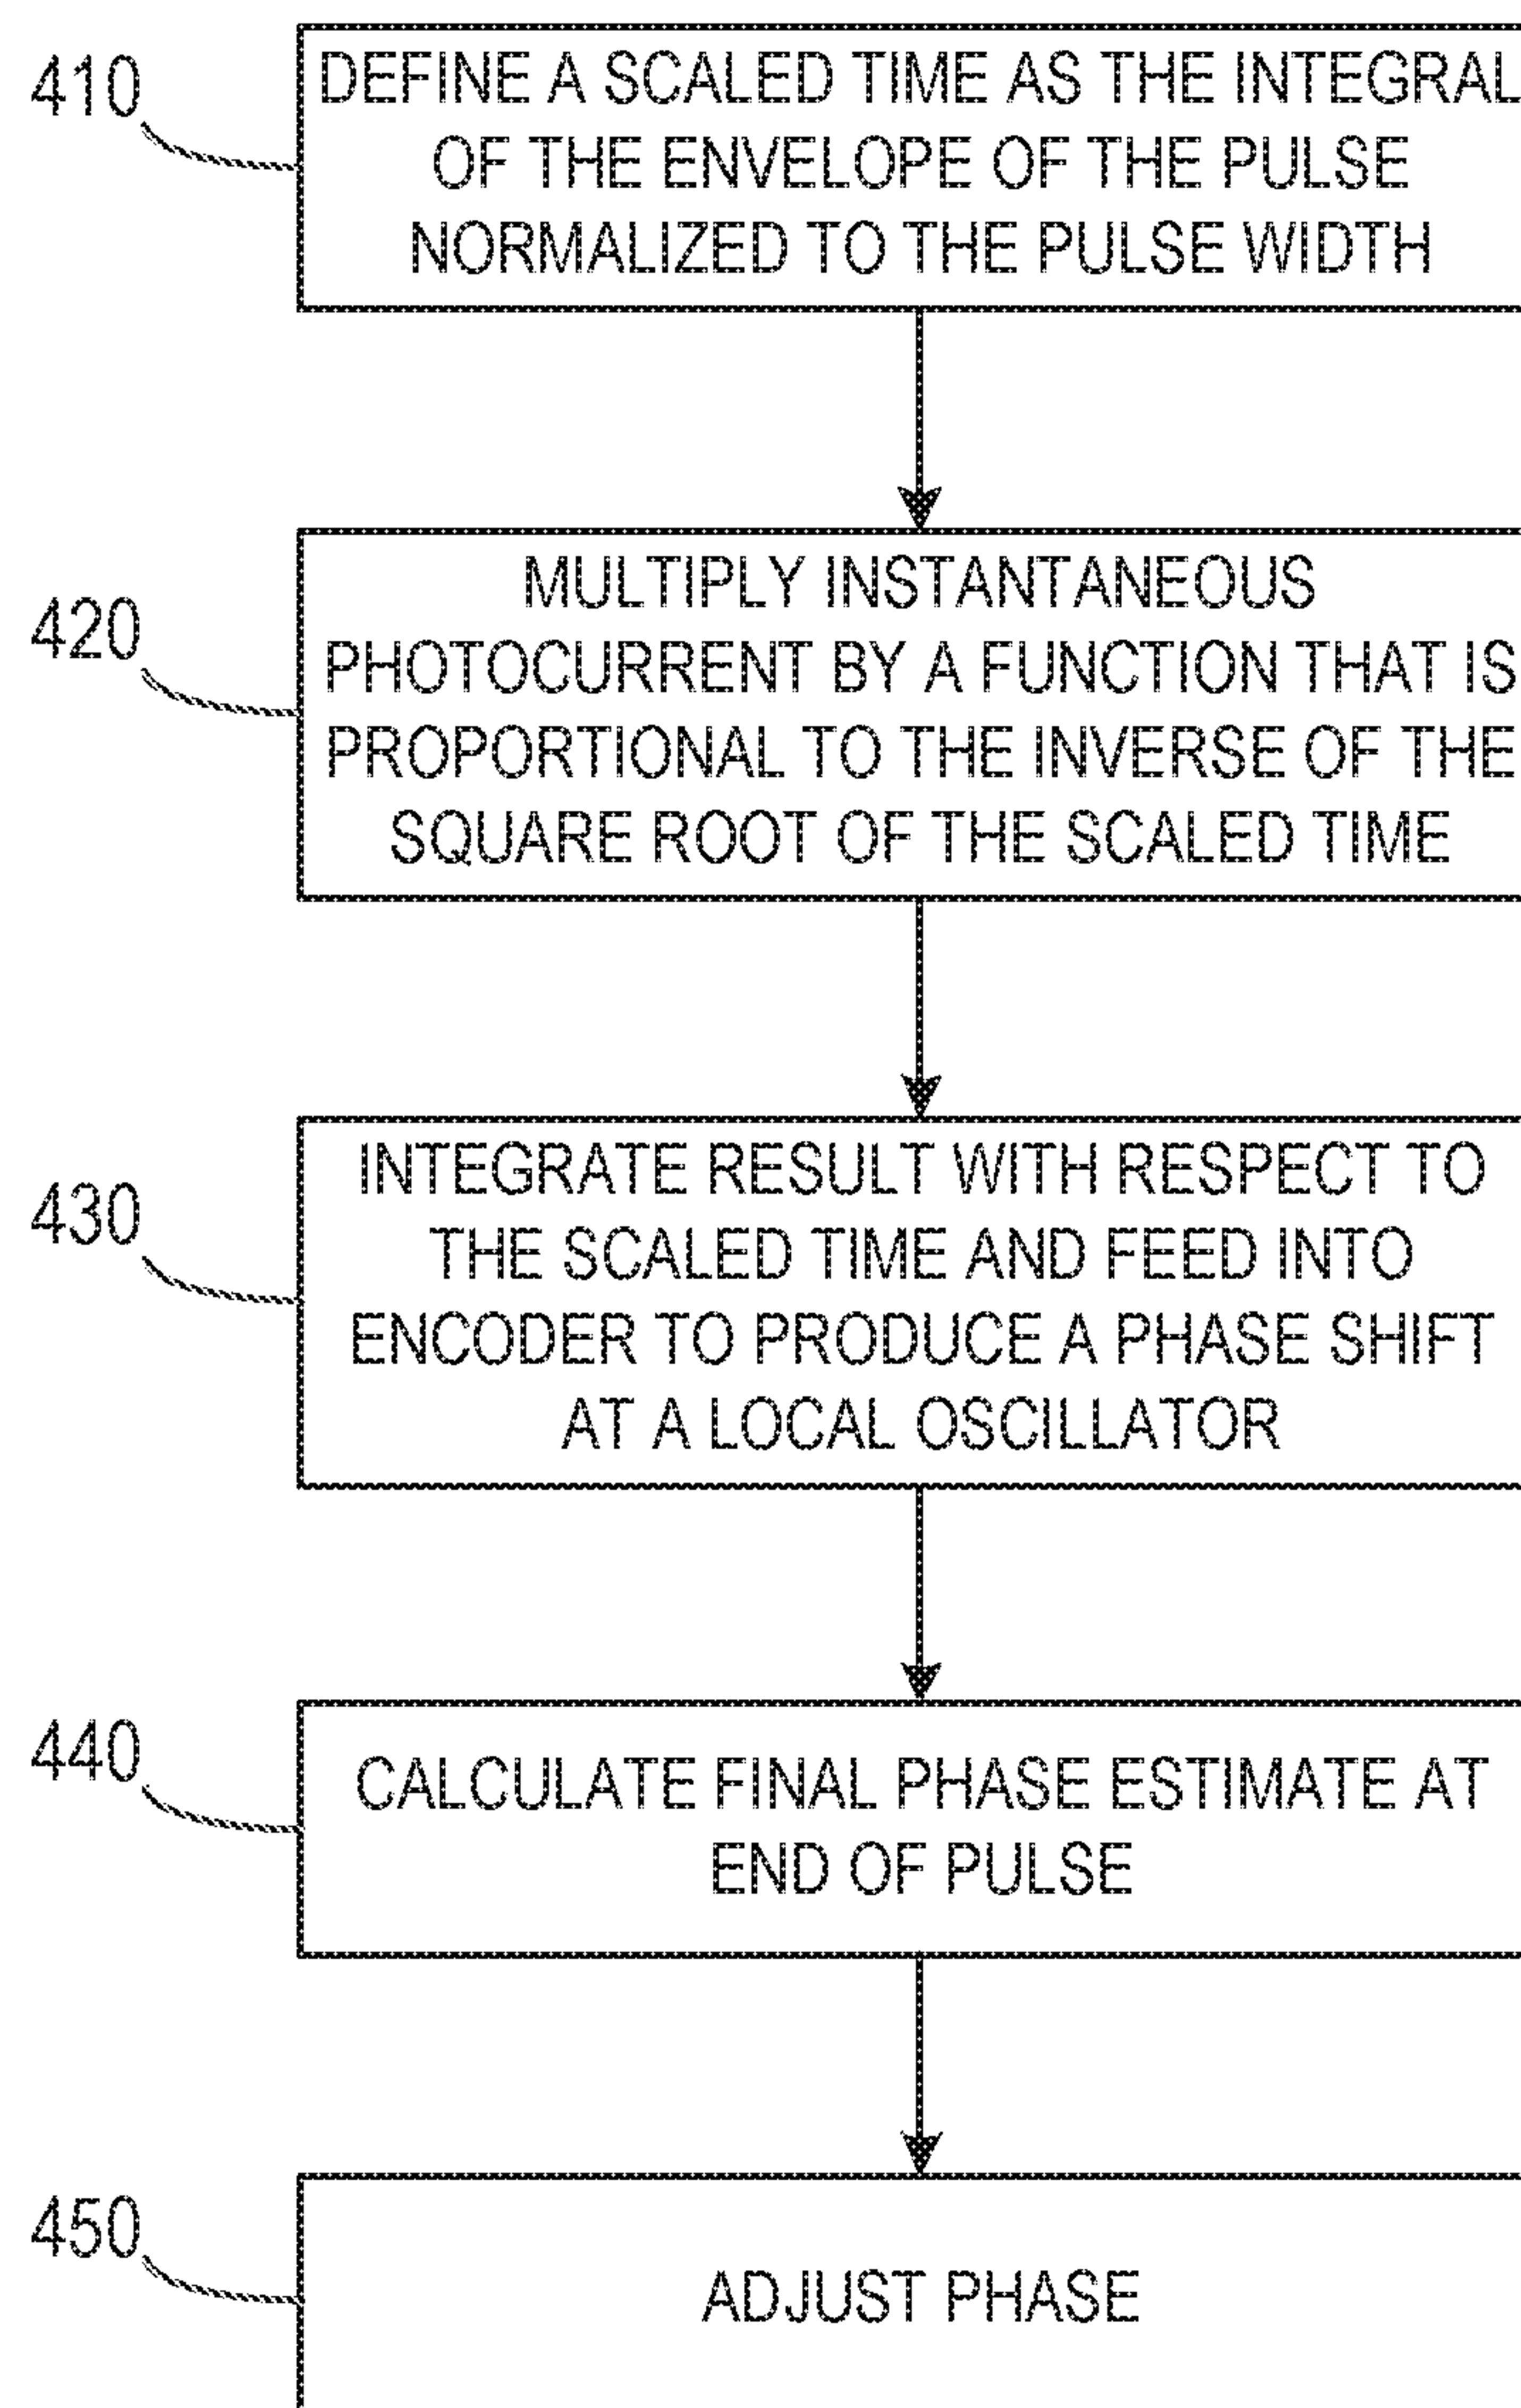 410
DEFINE A SCALED TIME AS THE INTEGRAL
OF THE ENVELOPE OF THE PULSE
NORMALIZED TO THE PULSE WIDTH
420
MULTIPLY INSTANTANEOUS
PHOTOCURRENT BY A FUNCTION THAT IS
PROPORTIONAL TO THE INVERSE OF THE
SQUARE ROOT OF THE SCALED TIME
430
INTEGRATE RESULT WITH RESPECT TO
THE SCALED TIME AND FEED INTO
ENCODER TO PRODUCE A PHASE SHIFT
AT A LOCAL OSCILLATOR
440
CALCULATE FINAL PHASE ESTIMATE AT
END OF PULSE
450
ADJUST PHASE